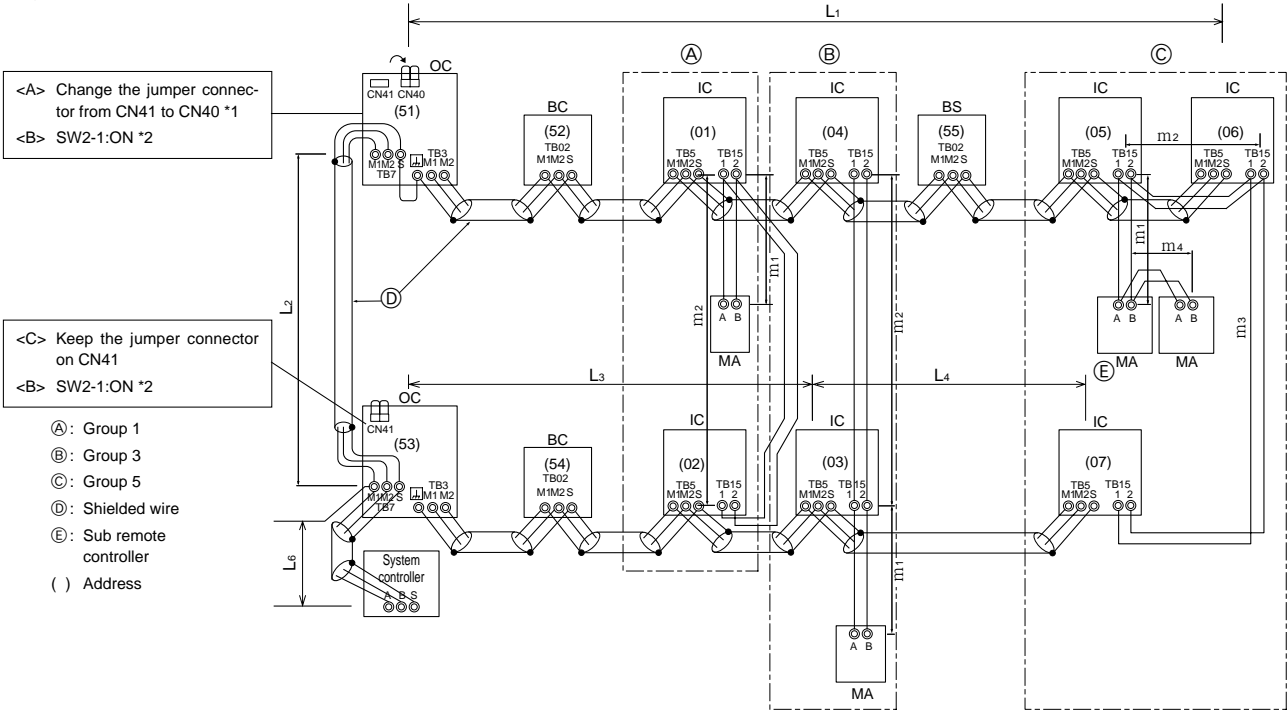 L1
<A> Change the jumper connec-
tor from CN41 to CN40 *1
<B> SW2-1:ON *2
OC
CN41 CN40
(51)
TB3
M1M2 S M1 M2
TB7
BC
(52)
TB02
M1M2 S
Ⓐ
IC
(01)
TB5 TB15
M1M2S 1 2
Ⓑ
IC
(04)
TB5 TB15
M1M2S 1 2
BS
(55)
TB02
M1M2 S
Ⓒ
IC
(05)
TB5 TB15
M1M2S 1 2
m2
IC
(06)
TB5 TB15
M1M2S 1 2
L2
Ⓓ
m2
m1
A B
MA
m2
m1
m4
m3
A B
MA
A B
MA
Ⓔ
<C> Keep the jumper connector
on CN41
<B> SW2-1:ON *2
L3
L4
OC
CN41
(53)
TB3
M1M2 S M1 M2
TB7
BC
(54)
TB02
M1M2 S
IC
(02)
TB5 TB15
M1M2S 1 2
IC
(03)
TB5 TB15
M1M2S 1 2
IC
(07)
TB5 TB15
M1M2S 1 2
Ⓐ: Group 1
Ⓑ: Group 3
Ⓒ: Group 5
Ⓓ: Shielded wire
Ⓔ: Sub remote
controller
( ) Address
L6
System
controller
A B S
m1
A B
MA